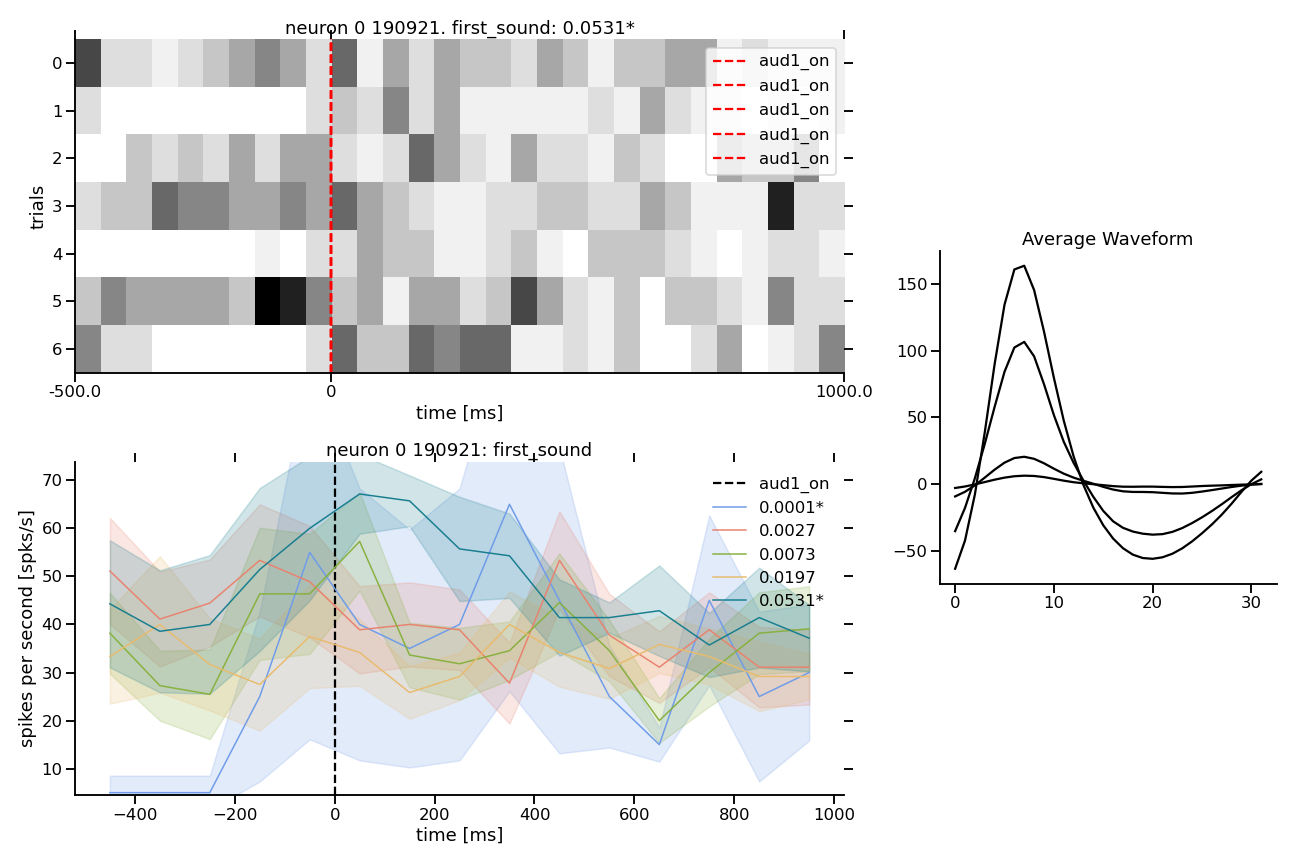 neuron 0 190921. first_sound: 0.0531*
trials
0
1
2
3
4
5
6
aud1_on
aud1_on
aud1_on
aud1_on
aud1_on
-500.0 0 1000.0
time [ms]
neuron 0 190921: first_sound
spikes per second [spks/s]
70
60
50
40
30
20
10
aud1_on
0.0001*
0.0027
0.0073
0.0197
0.0531*
−400 −200 0 200 400 600 800 1000
time [ms]
Average Waveform
150
100
50
0
−50
0 10 20 30